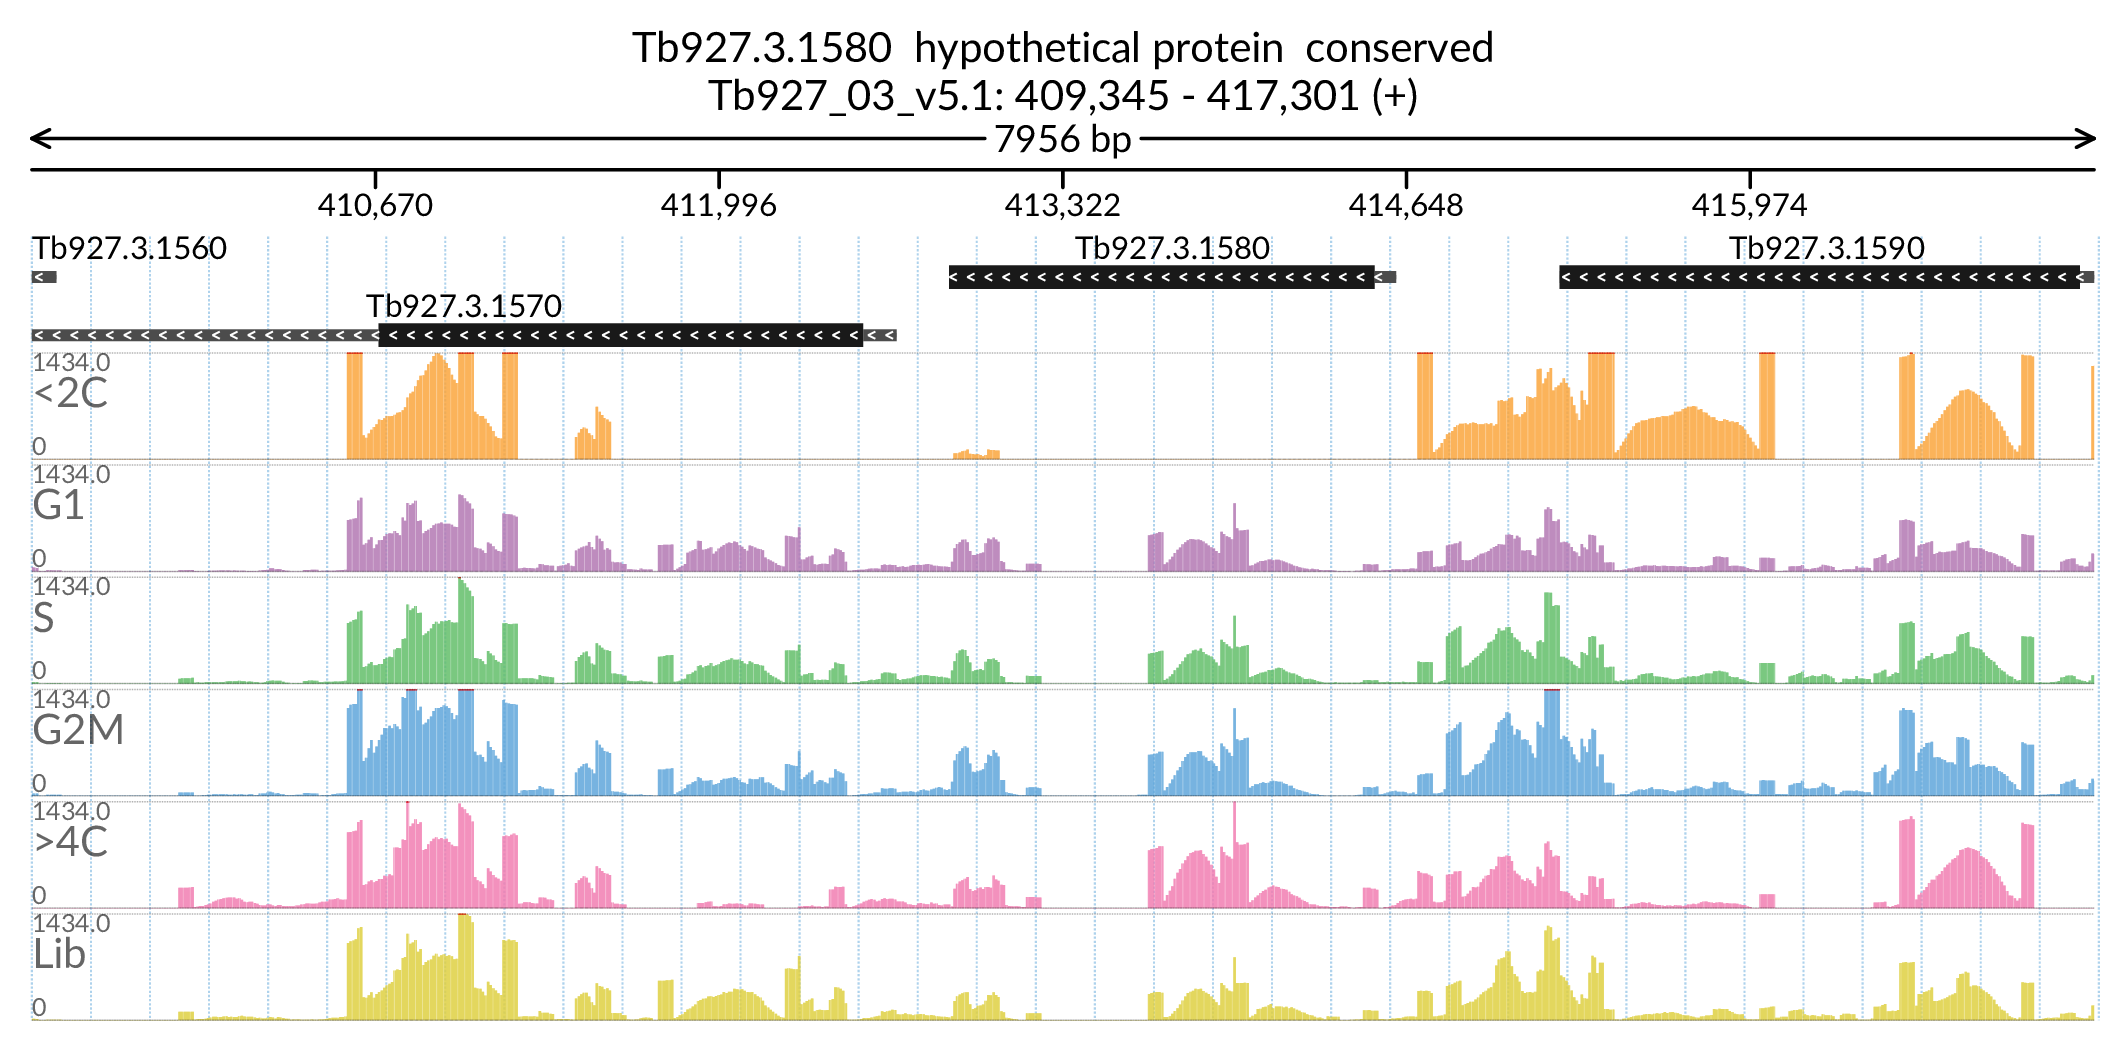 Tb927.3.1580  hypothetical protein  conserved
Tb927_03_v5.1: 409,345 - 417,301 (+)
7956 bp
410,670 411,996 413,322 414,648 415,974
Tb927.3.1560 Tb927.3.1580 Tb927.3.1590
Tb927.3.1570
1434.0
<2C
0
1434.0
G1
0
1434.0
S
0
1434.0
G2M
0
1434.0
>4C
0
1434.0
Lib
0